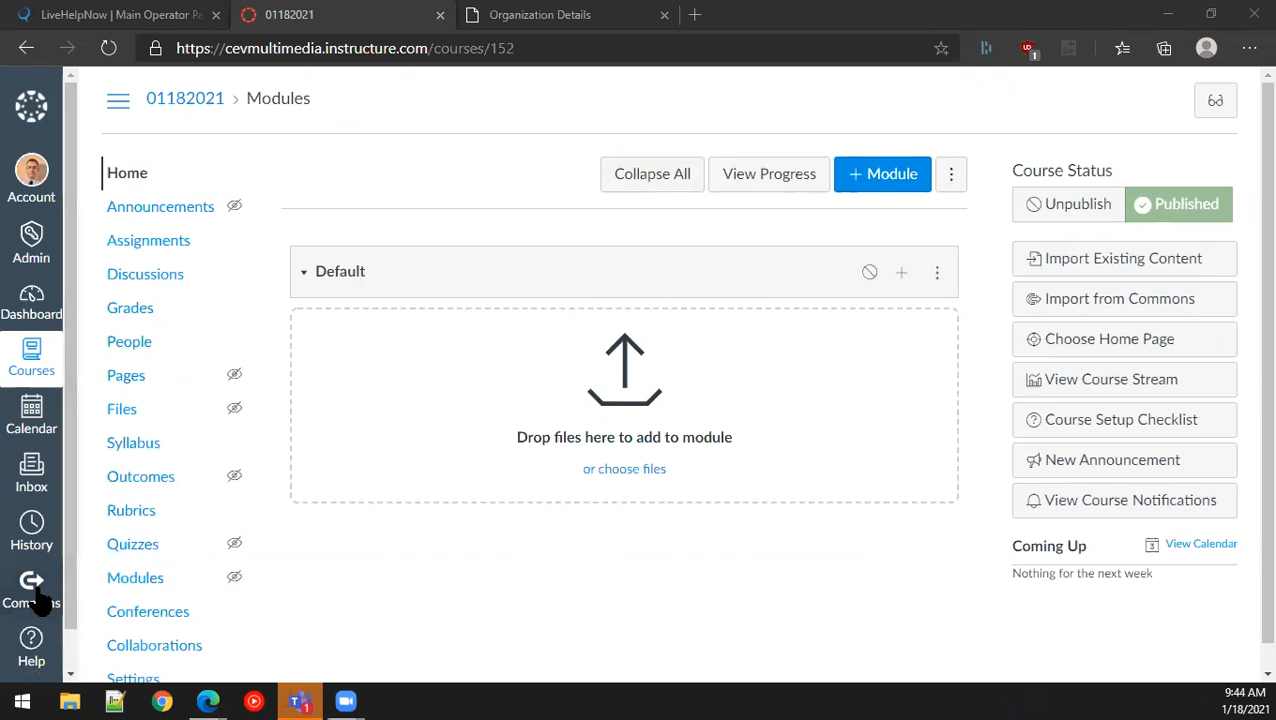 LiveHelpNow | Main Operator Pa
01182021
Organization Details
https://cevmultimedia.instructure.com/courses/152
1
01182021 > Modules
Account
Admin
Dashboard
Courses
Calendar
Inbox
History
Help
Home
Announcements
Assignments
Discussions
Grades
People
Pages
Files
Syllabus
Outcomes
Rubrics
Quizzes
Modules
Conferences
Collaborations
Settings
Collapse All
View Progress
+ Module
Default
Drop files here to add to module
or choose files
Course Status
Unpublish
Published
Import Existing Content
Import from Commons
Choose Home Page
View Course Stream
Course Setup Checklist
New Announcement
View Course Notifications
Coming Up
View Calendar
Nothing for the next week
9:44 AM
1/18/2021